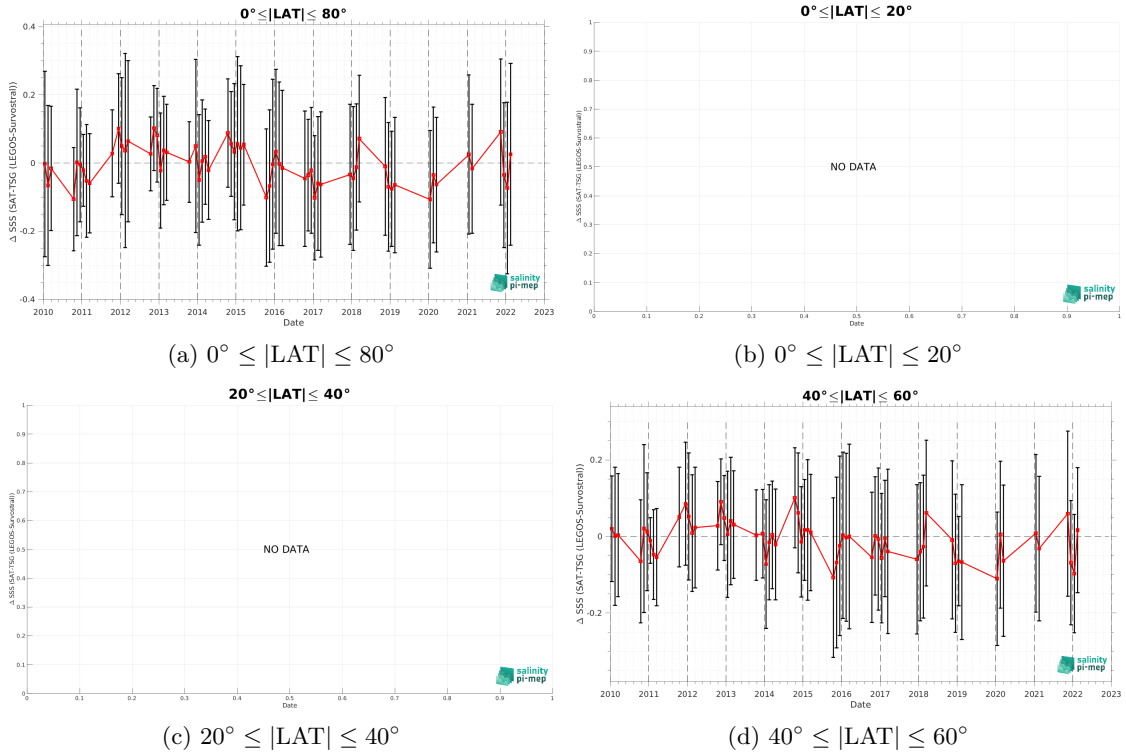 0°≤|LAT|≤ 80°
Δ SSS (SAT-TSG (LEGOS-Survostral))
0.4
0.2
0
-0.2
-0.4
2010 2011 2012 2013 2014 2015 2016 2017 2018 2019 2020 2021 2022 2023
Date
salinity
pi-mep
(a) 0° ≤ |LAT| ≤ 80°
0°≤|LAT|≤ 20°
Δ SSS (SAT-TSG (LEGOS-Survostral))
1
0.9
0.8
0.7
0.6
0.5
0.4
0.3
0.2
0.1
0
NO DATA
0 0.1 0.2 0.3 0.4 0.5 0.6 0.7 0.8 0.9 1
Date
salinity
pi-mep
(b) 0° ≤ |LAT| ≤ 20°
20°≤|LAT|≤ 40°
Δ SSS (SAT-TSG (LEGOS-Survostral))
1
0.9
0.8
0.7
0.6
0.5
0.4
0.3
0.2
0.1
0
NO DATA
0 0.1 0.2 0.3 0.4 0.5 0.6 0.7 0.8 0.9 1
Date
salinity
pi-mep
(c) 20° ≤ |LAT| ≤ 40°
40°≤|LAT|≤ 60°
Δ SSS (SAT-TSG (LEGOS-Survostral))
0.2
0
-0.2
2010 2011 2012 2013 2014 2015 2016 2017 2018 2019 2020 2021 2022 2023
Date
salinity
pi-mep
(d) 40° ≤ |LAT| ≤ 60°